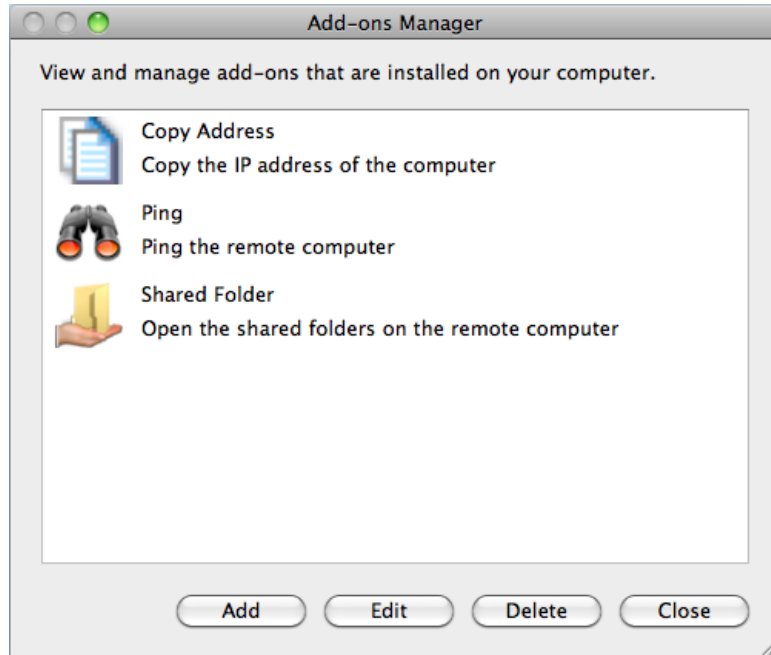 Add-ons Manager
View and manage add-ons that are installed on your computer.
Copy Address
Copy the IP address of the computer
Ping
Ping the remote computer
Shared Folder
Open the shared folders on the remote computer
Add Edit Delete Close